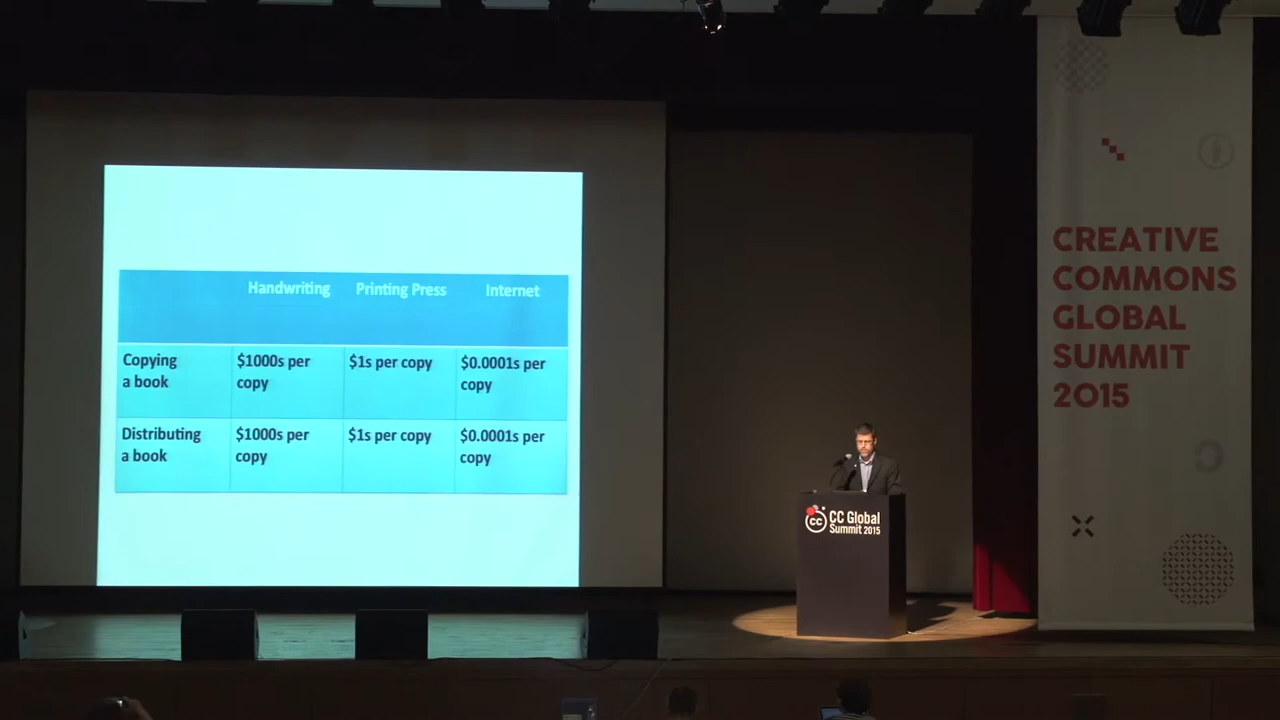 Handwriting Printing Press Internet
Copying a book $1000s per copy $1s per copy $0.0001s per copy
Distributing a book $1000s per copy $1s per copy $0.0001s per copy
CREATIVE
COMMONS
GLOBAL
SUMMIT
2015
cc CC Global
Summit 2015